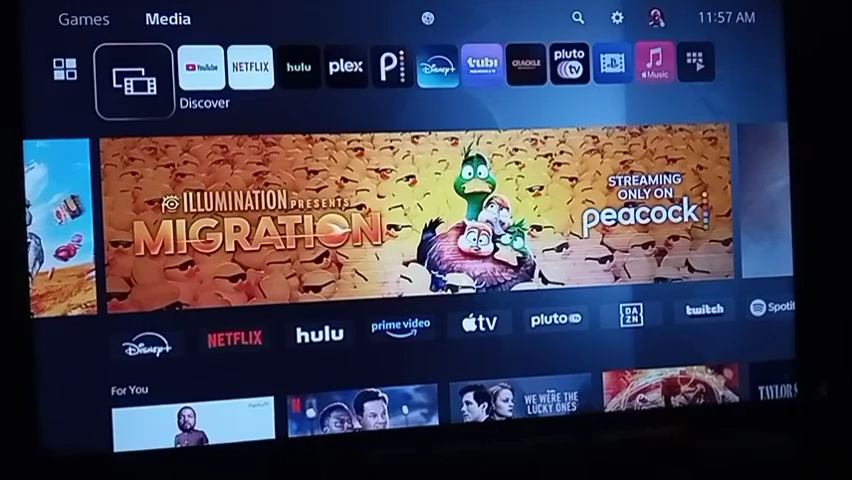 Games Media 11:57 AM
YouTube NETFLIX hulu plex P Disney+ tubi CRACKLE pluto tv Music
Discover
ILLUMINATION PRESENTS
MIGRATION
STREAMING
ONLY ON
peacock
Disney+ NETFLIX hulu prime video tv pluto tv DAZN twitch Spoti
For You
WE WERE THE
LUCKY ONES
TAYLOR